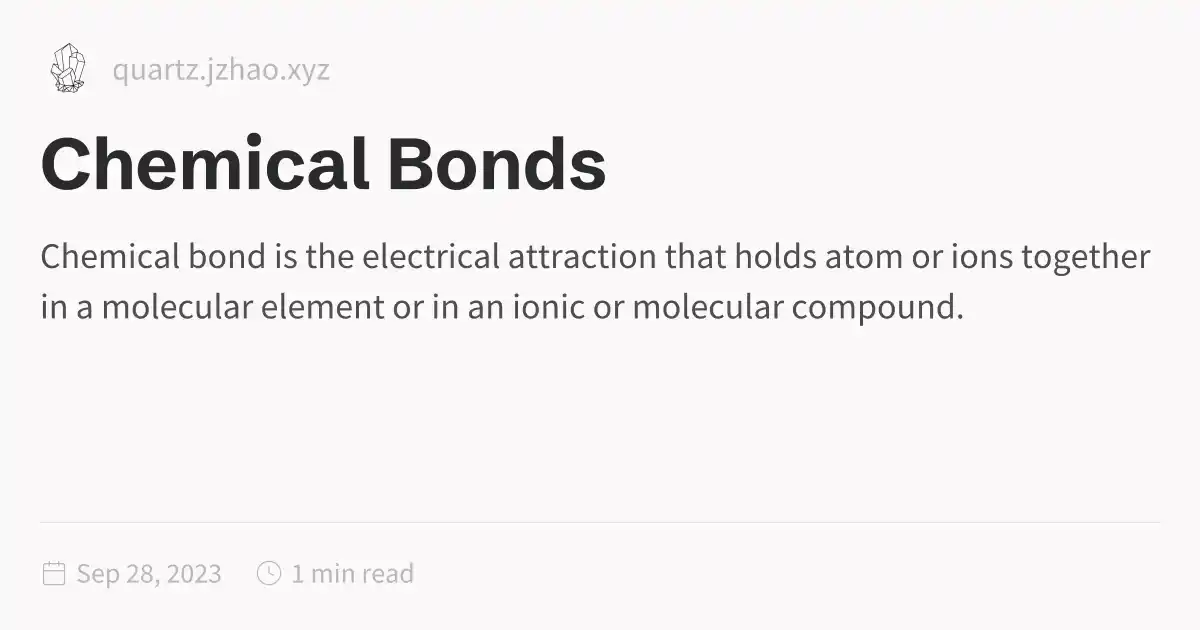 quartz.jzhao.xyz
Chemical Bonds
Chemical bond is the electrical attraction that holds atom or ions together
in a molecular element or in an ionic or molecular compound.
Sep 28, 2023 1 min read